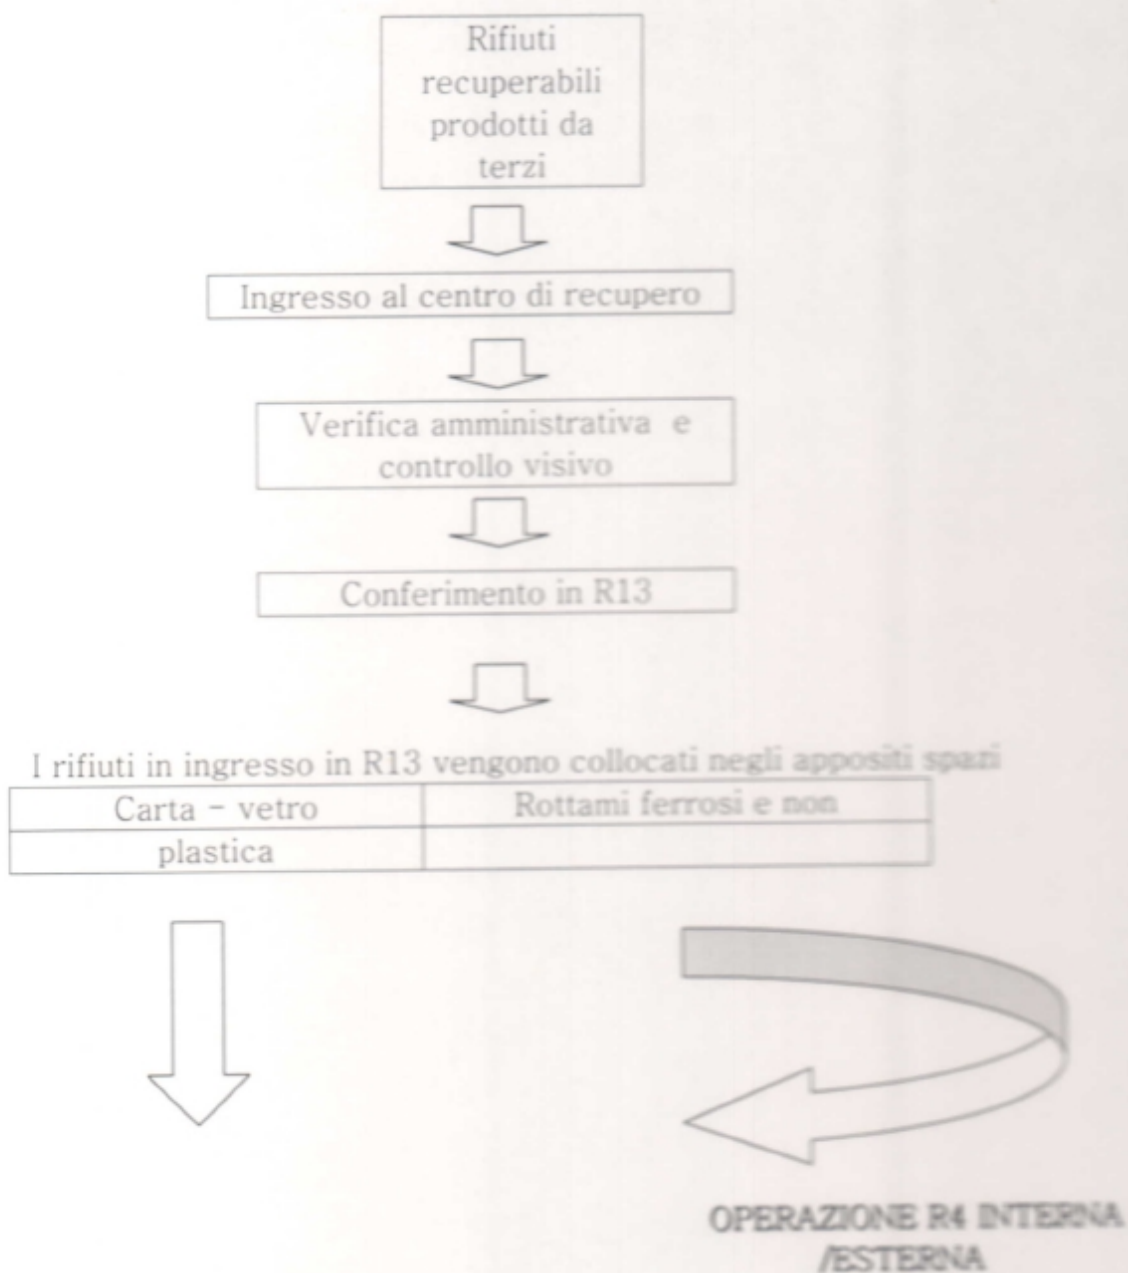 Rifiuti
recuperabili
prodotti da
terzi
Ingresso al centro di recupero
Verifica amministrativa e
controllo visivo
Conferimento in R13
I rifiuti in ingresso in R13 vengono collocati negli appositi spazi
Carta - vetro
Rottami ferrosi e non
plastica
OPERAZIONE R4 INTERNA
/ESTERNA